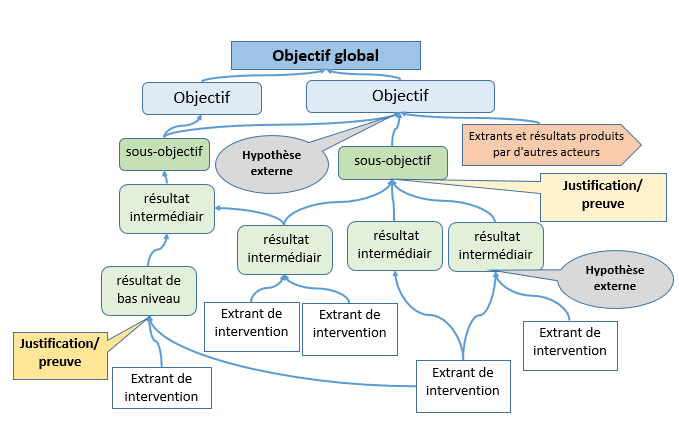 Objectif global
Objectif
Objectif
Extrants et résultats produits
par d'autres acteurs
sous-objectif
Hypothèse
externe
sous-objectif
Justification/
preuve
résultat
intermédiair
résultat
intermédiair
résultat
intermédiair
résultat
intermédiair
Hypothèse
externe
résultat de
bas niveau
Extrant de
intervention
Extrant de
intervention
Extrant de
intervention
Justification/
preuve
Extrant de
intervention
Extrant de
intervention